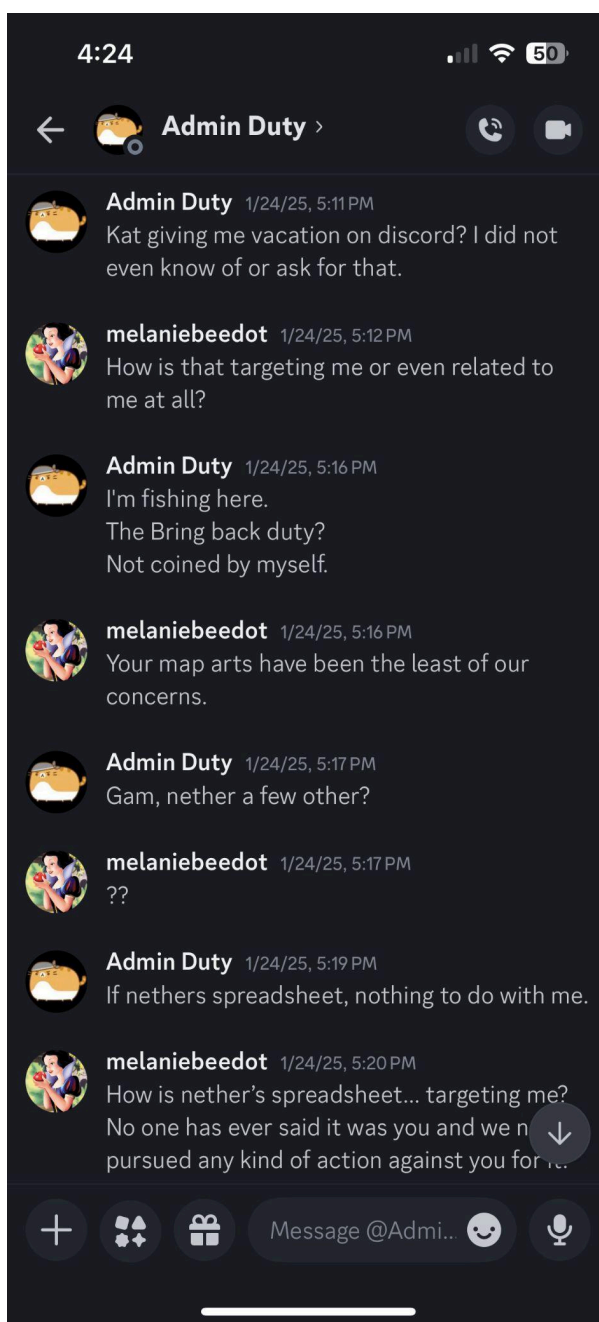 4:24
50
Admin Duty ›
Admin Duty 1/24/25, 5:11 PM
Kat giving me vacation on discord? I did not
even know of or ask for that.
melaniebeedot 1/24/25, 5:12 PM
How is that targeting me or even related to
me at all?
Admin Duty 1/24/25, 5:16 PM
I'm fishing here.
The Bring back duty?
Not coined by myself.
melaniebeedot 1/24/25, 5:16 PM
Your map arts have been the least of our
concerns.
Admin Duty 1/24/25, 5:17 PM
Gam, nether a few other?
melaniebeedot 1/24/25, 5:17 PM
??
Admin Duty 1/24/25, 5:19 PM
If nethers spreadsheet, nothing to do with me.
melaniebeedot 1/24/25, 5:20 PM
How is nether’s spreadsheet... targeting me?
No one has ever said it was you and we
pursued any kind of action against you for
Message @Admi...